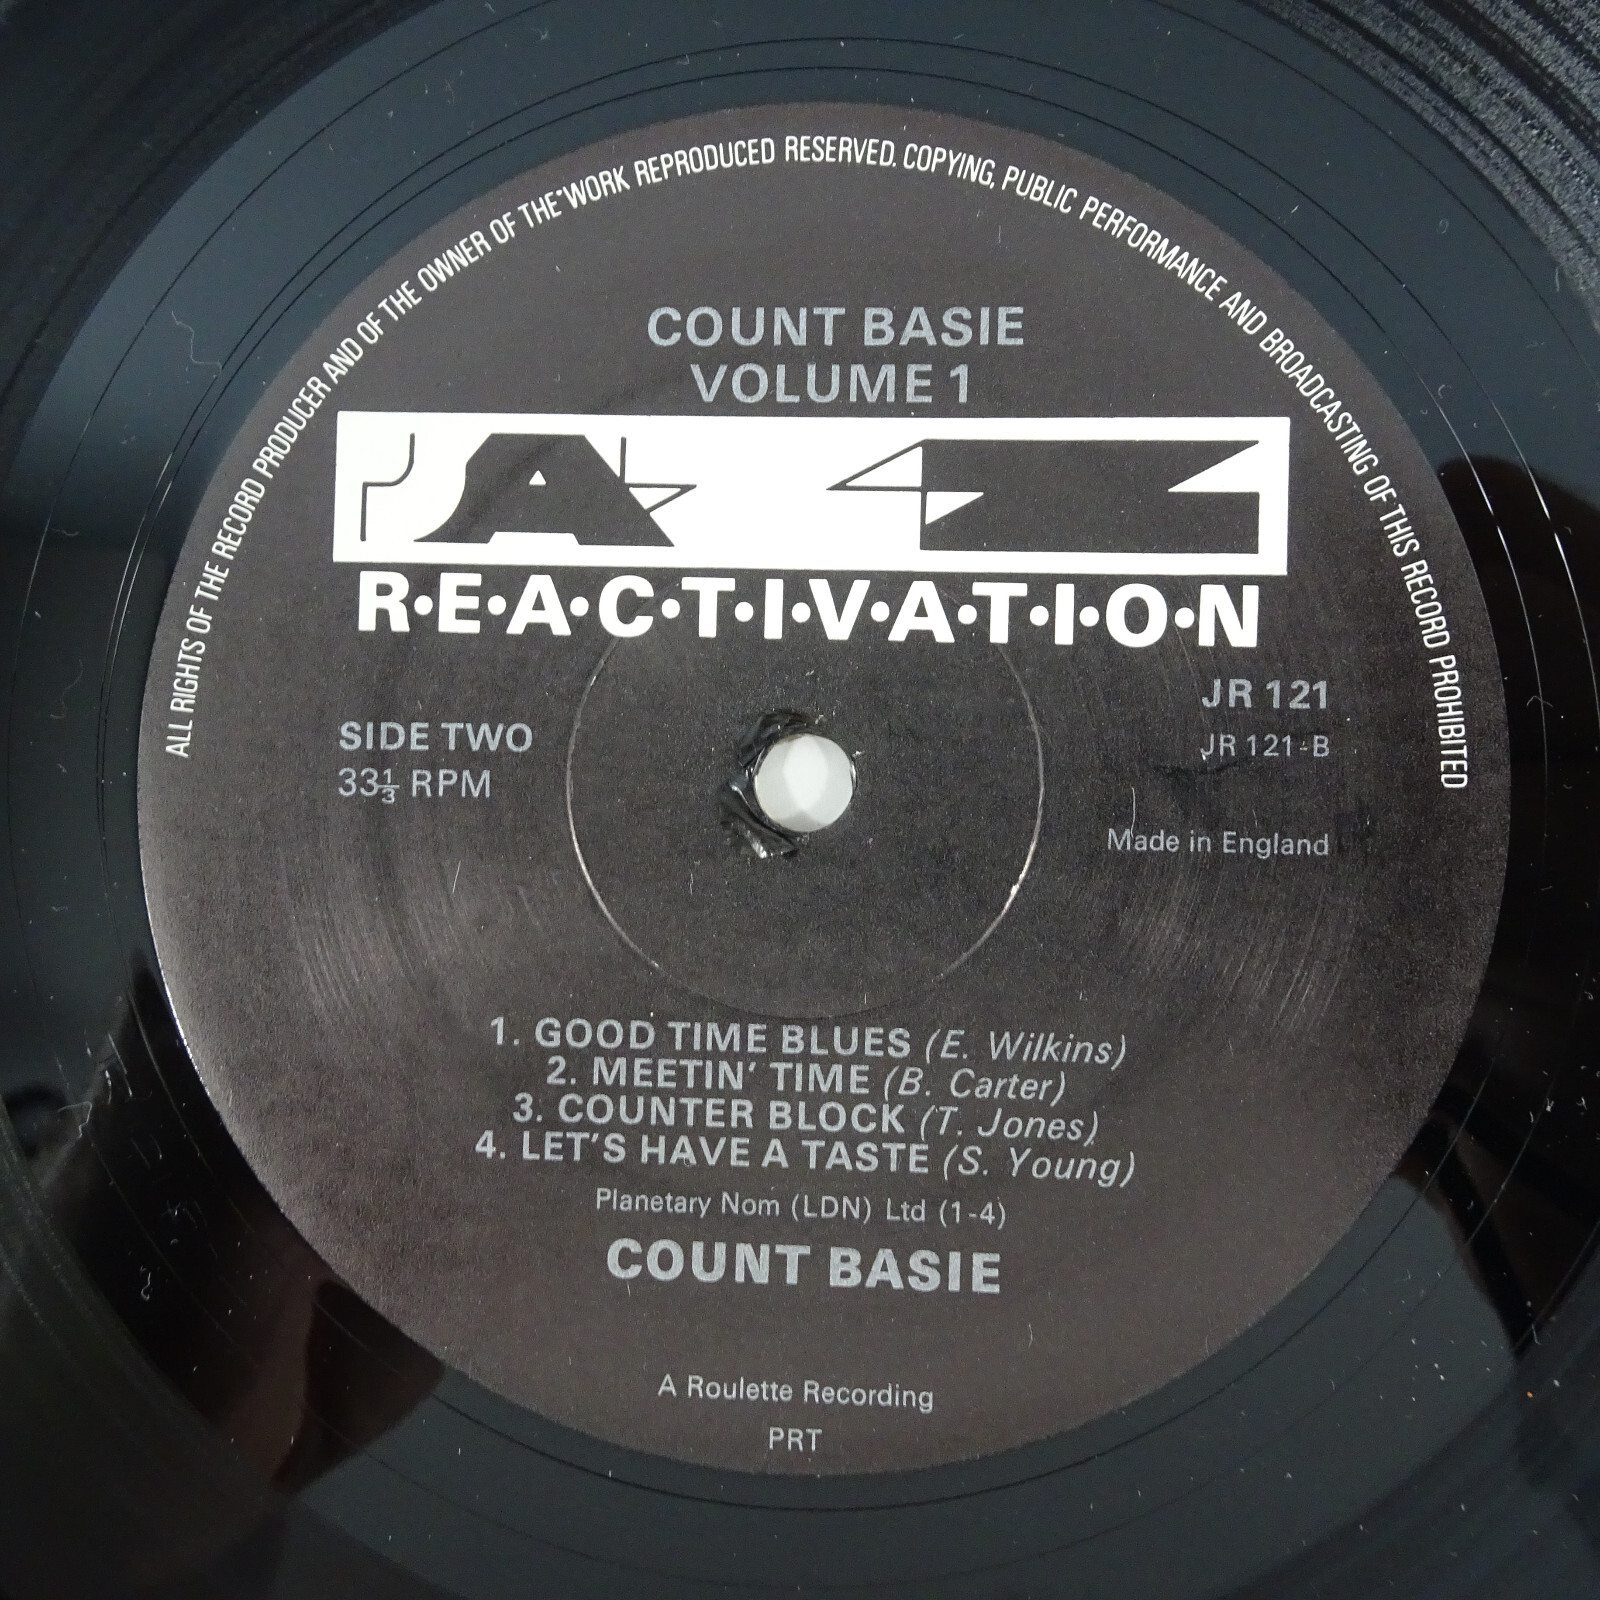 ALL RIGHTS OF THE RECORD PRODUCER AND OF THE OWNER OF THE WORK REPRODUCED RESERVED. COPYING, PUBLIC PERFORMANCE AND BROADCASTING OF THIS RECORD PROHIBITED
COUNT BASIE
VOLUME 1
JAZZ
R·E·A·C·T·I·V·A·T·I·O·N
JR 121
SIDE TWO
JR 121-B
33⅓ RPM
Made in England
1. GOOD TIME BLUES (E. Wilkins)
2. MEETIN' TIME (B. Carter)
3. COUNTER BLOCK (T. Jones)
4. LET'S HAVE A TASTE (S. Young)
Planetary Nom (LDN) Ltd (1-4)
COUNT BASIE
A Roulette Recording
PRT